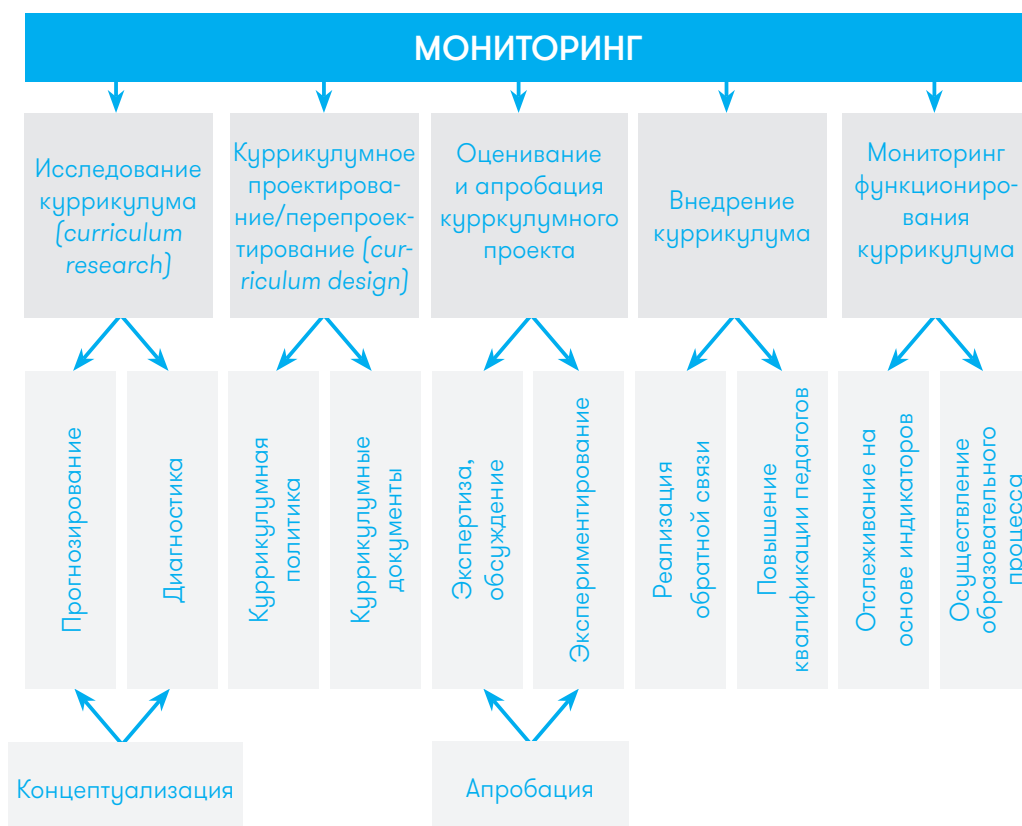 МОНИТОРИНГ
Исследование
куррикулума
(curriculum
research)
Куррикулумное
проектирова-
ние/перепроек-
тирование (cur-
riculum design)
Оценивание
и апробация
курркулумного
проекта
Внедрение
куррикулума
Мониторинг
функциониро-
вания
куррикулума
Прогнозирование
Диагностика
Куррикулумная
политика
Куррикулумные
документы
Экспертиза,
обсуждение
Экспериментирование
Реализация
обратной связи
Повышение
квалификации педагогов
Отслеживание на
основе индикаторов
Осуществление
образовательного
процесса
Концептуализация
Апробация